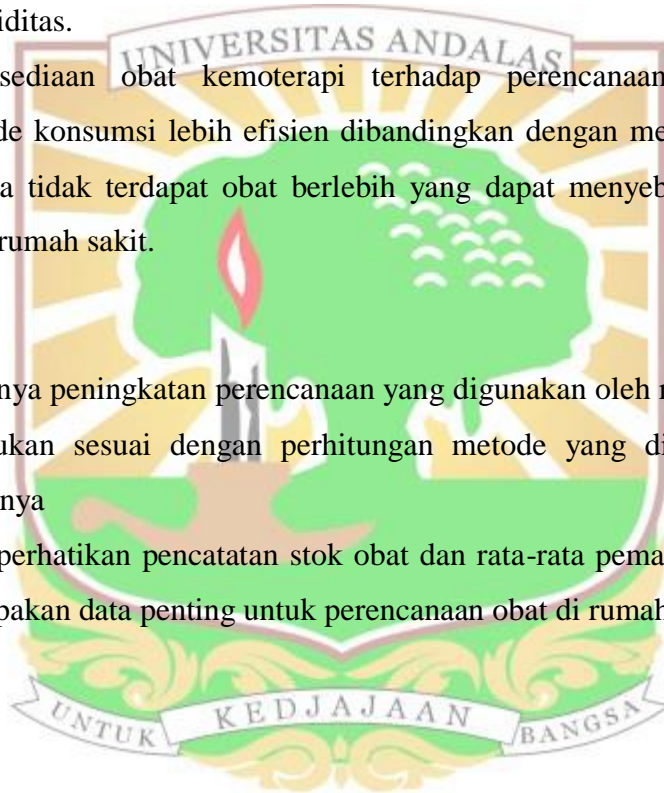 iditas.
UNIVERSITAS ANDALAS
sediaan obat kemoterapi terhadap perencanaan
de konsumsi lebih efisien dibandingkan dengan me
a tidak terdapat obat berlebih yang dapat menyeb
rumah sakit.
nya peningkatan perencanaan yang digunakan oleh
ukan sesuai dengan perhitungan metode yang di
nya
perhatikan pencatatan stok obat dan rata-rata pema
pakan data penting untuk perencanaan obat di rumah
UNTUK KEDJAJAAN BANGSA